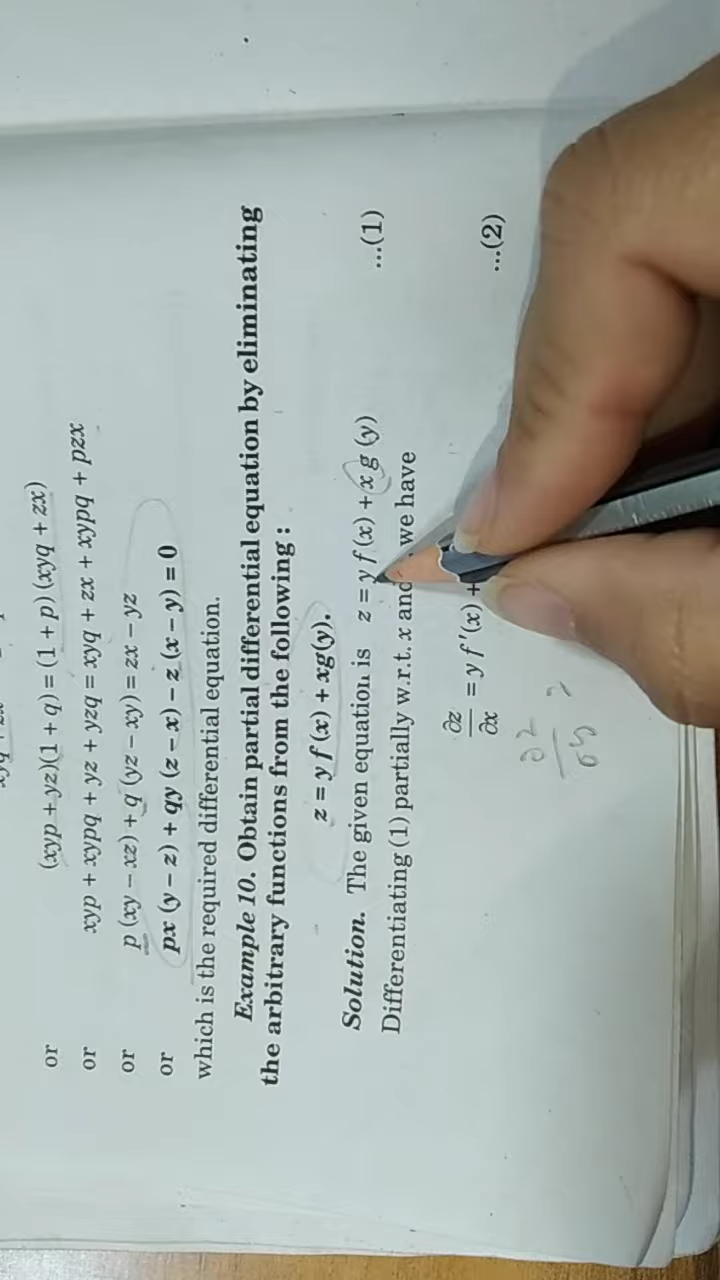 or (xyp + yz)(1 + q) = (1 + p) (xyq + zx)
or xyp + xypq + yz + yzq = xyq + zx + xypq + pzx
or p (xy – xz) + q (yz – xy) = zx – yz
or px (y – z) + qy (z – x) – z (x – y) = 0
which is the required differential equation.
Example 10. Obtain partial differential equation by eliminating
the arbitrary functions from the following :
z = y f (x) + xg(y).
Solution. The given equation is z = y f (x) + x g (y) ...(1)
Differentiating (1) partially w.r.t. x and we have
∂z/∂x = y f ′(x) + ...(2)
∂z/∂y =